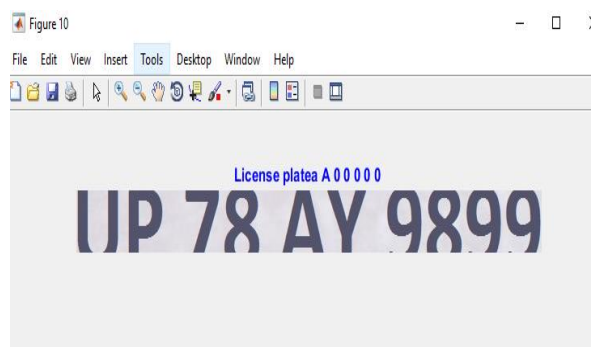 Figure 10
File Edit View Insert Tools Desktop Window Help
License platea A 0 0 0 0 0
UP 78 AY 9899